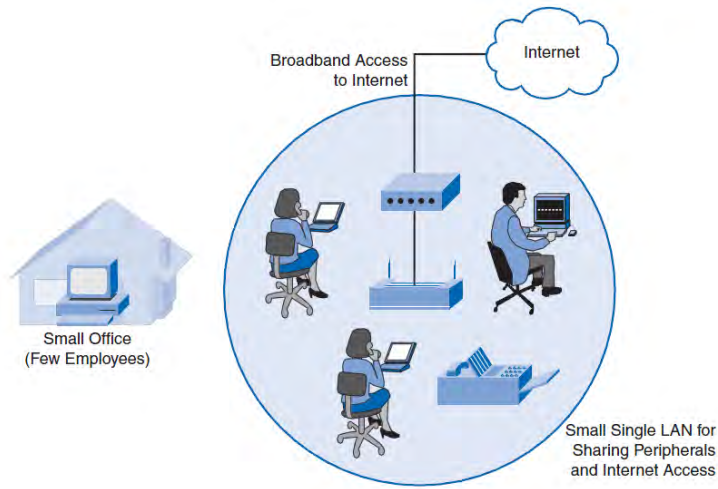 Internet
Broadband Access
to Internet
Small Office
(Few Employees)
Small Single LAN for
Sharing Peripherals
and Internet Access